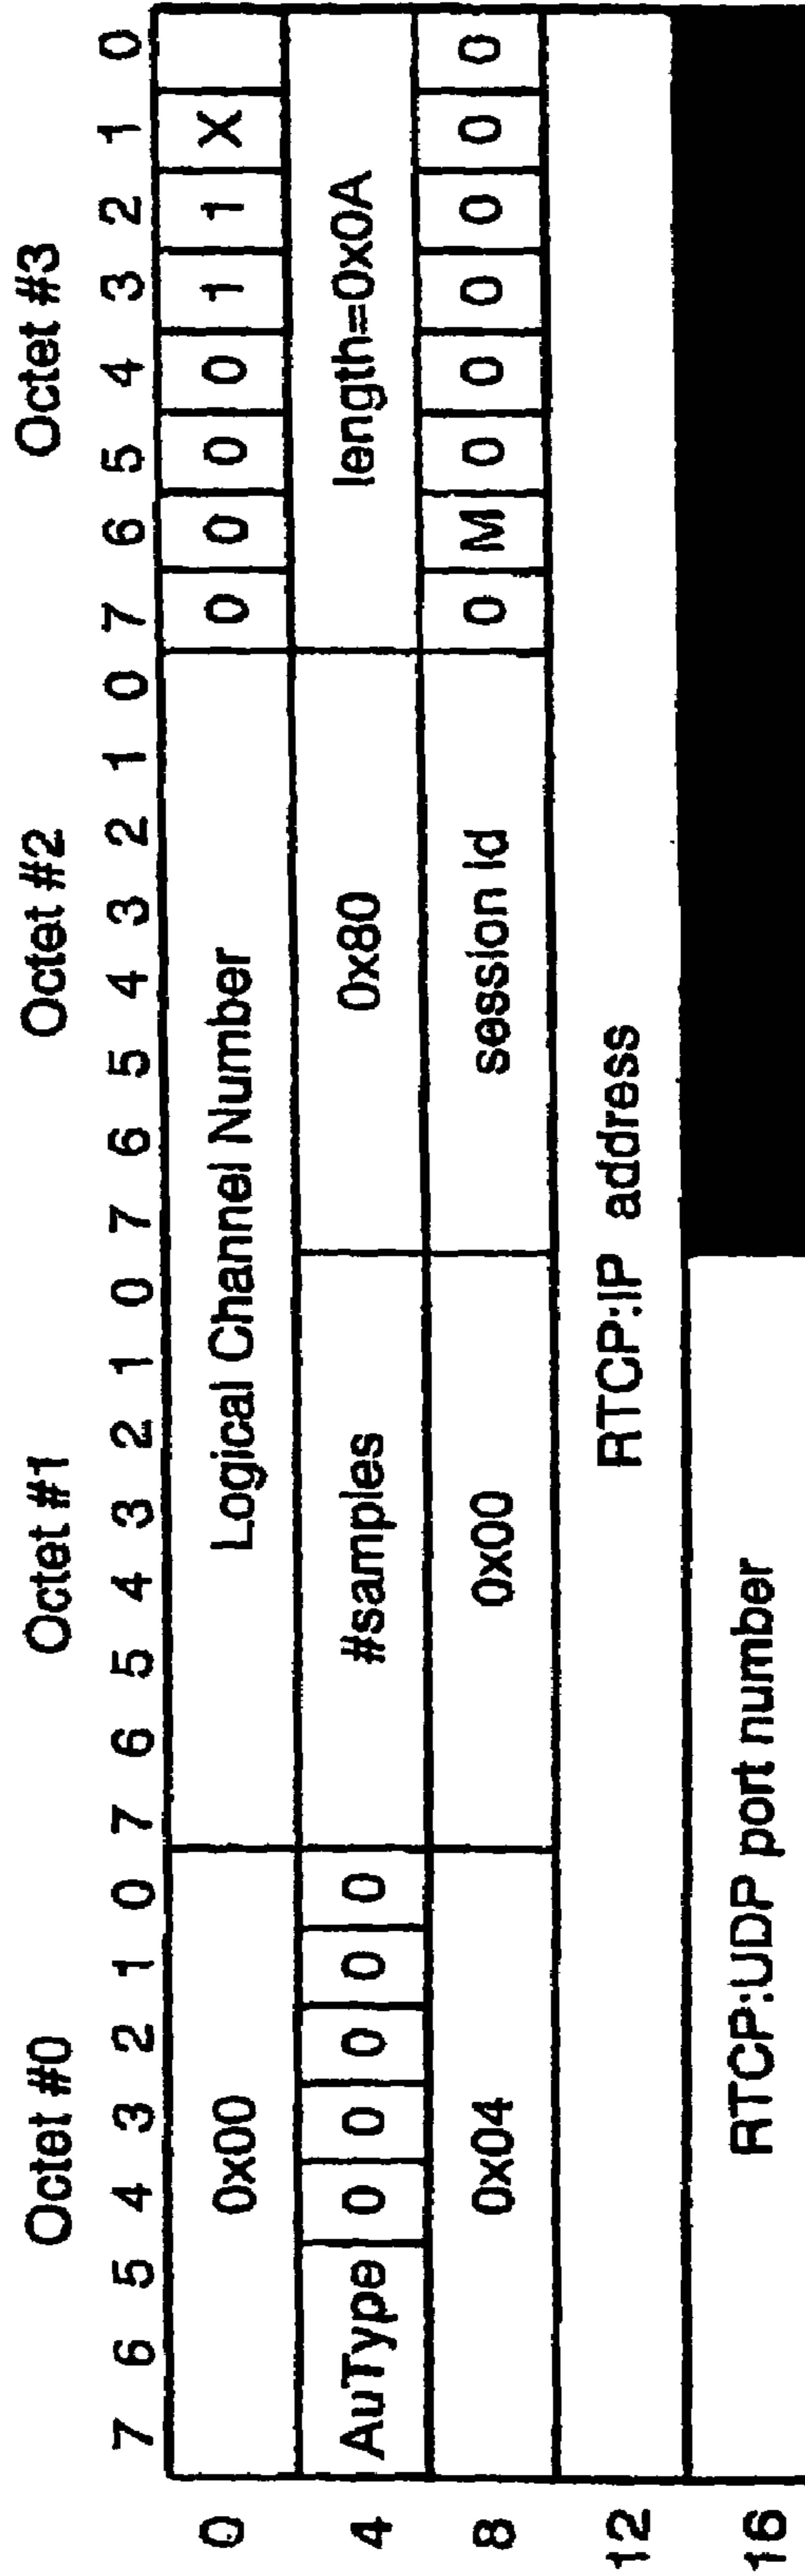 Octet #0 Octet #1 Octet #2 Octet #3
7 6 5 4 3 2 1 0 7 6 5 4 3 2 1 0 7 6 5 4 3 2 1 0 7 6 5 4 3 2 1 0
0 0x00 Logical Channel Number 0 0 0 0 1 1 X
4 AuType 0 0 0 0 0 #samples 0x80 length=0x0A
8 0x04 0x00 session id 0 M 0 0 0 0 0 0
12 RTCP:IP address
16 RTCP:UDP port number